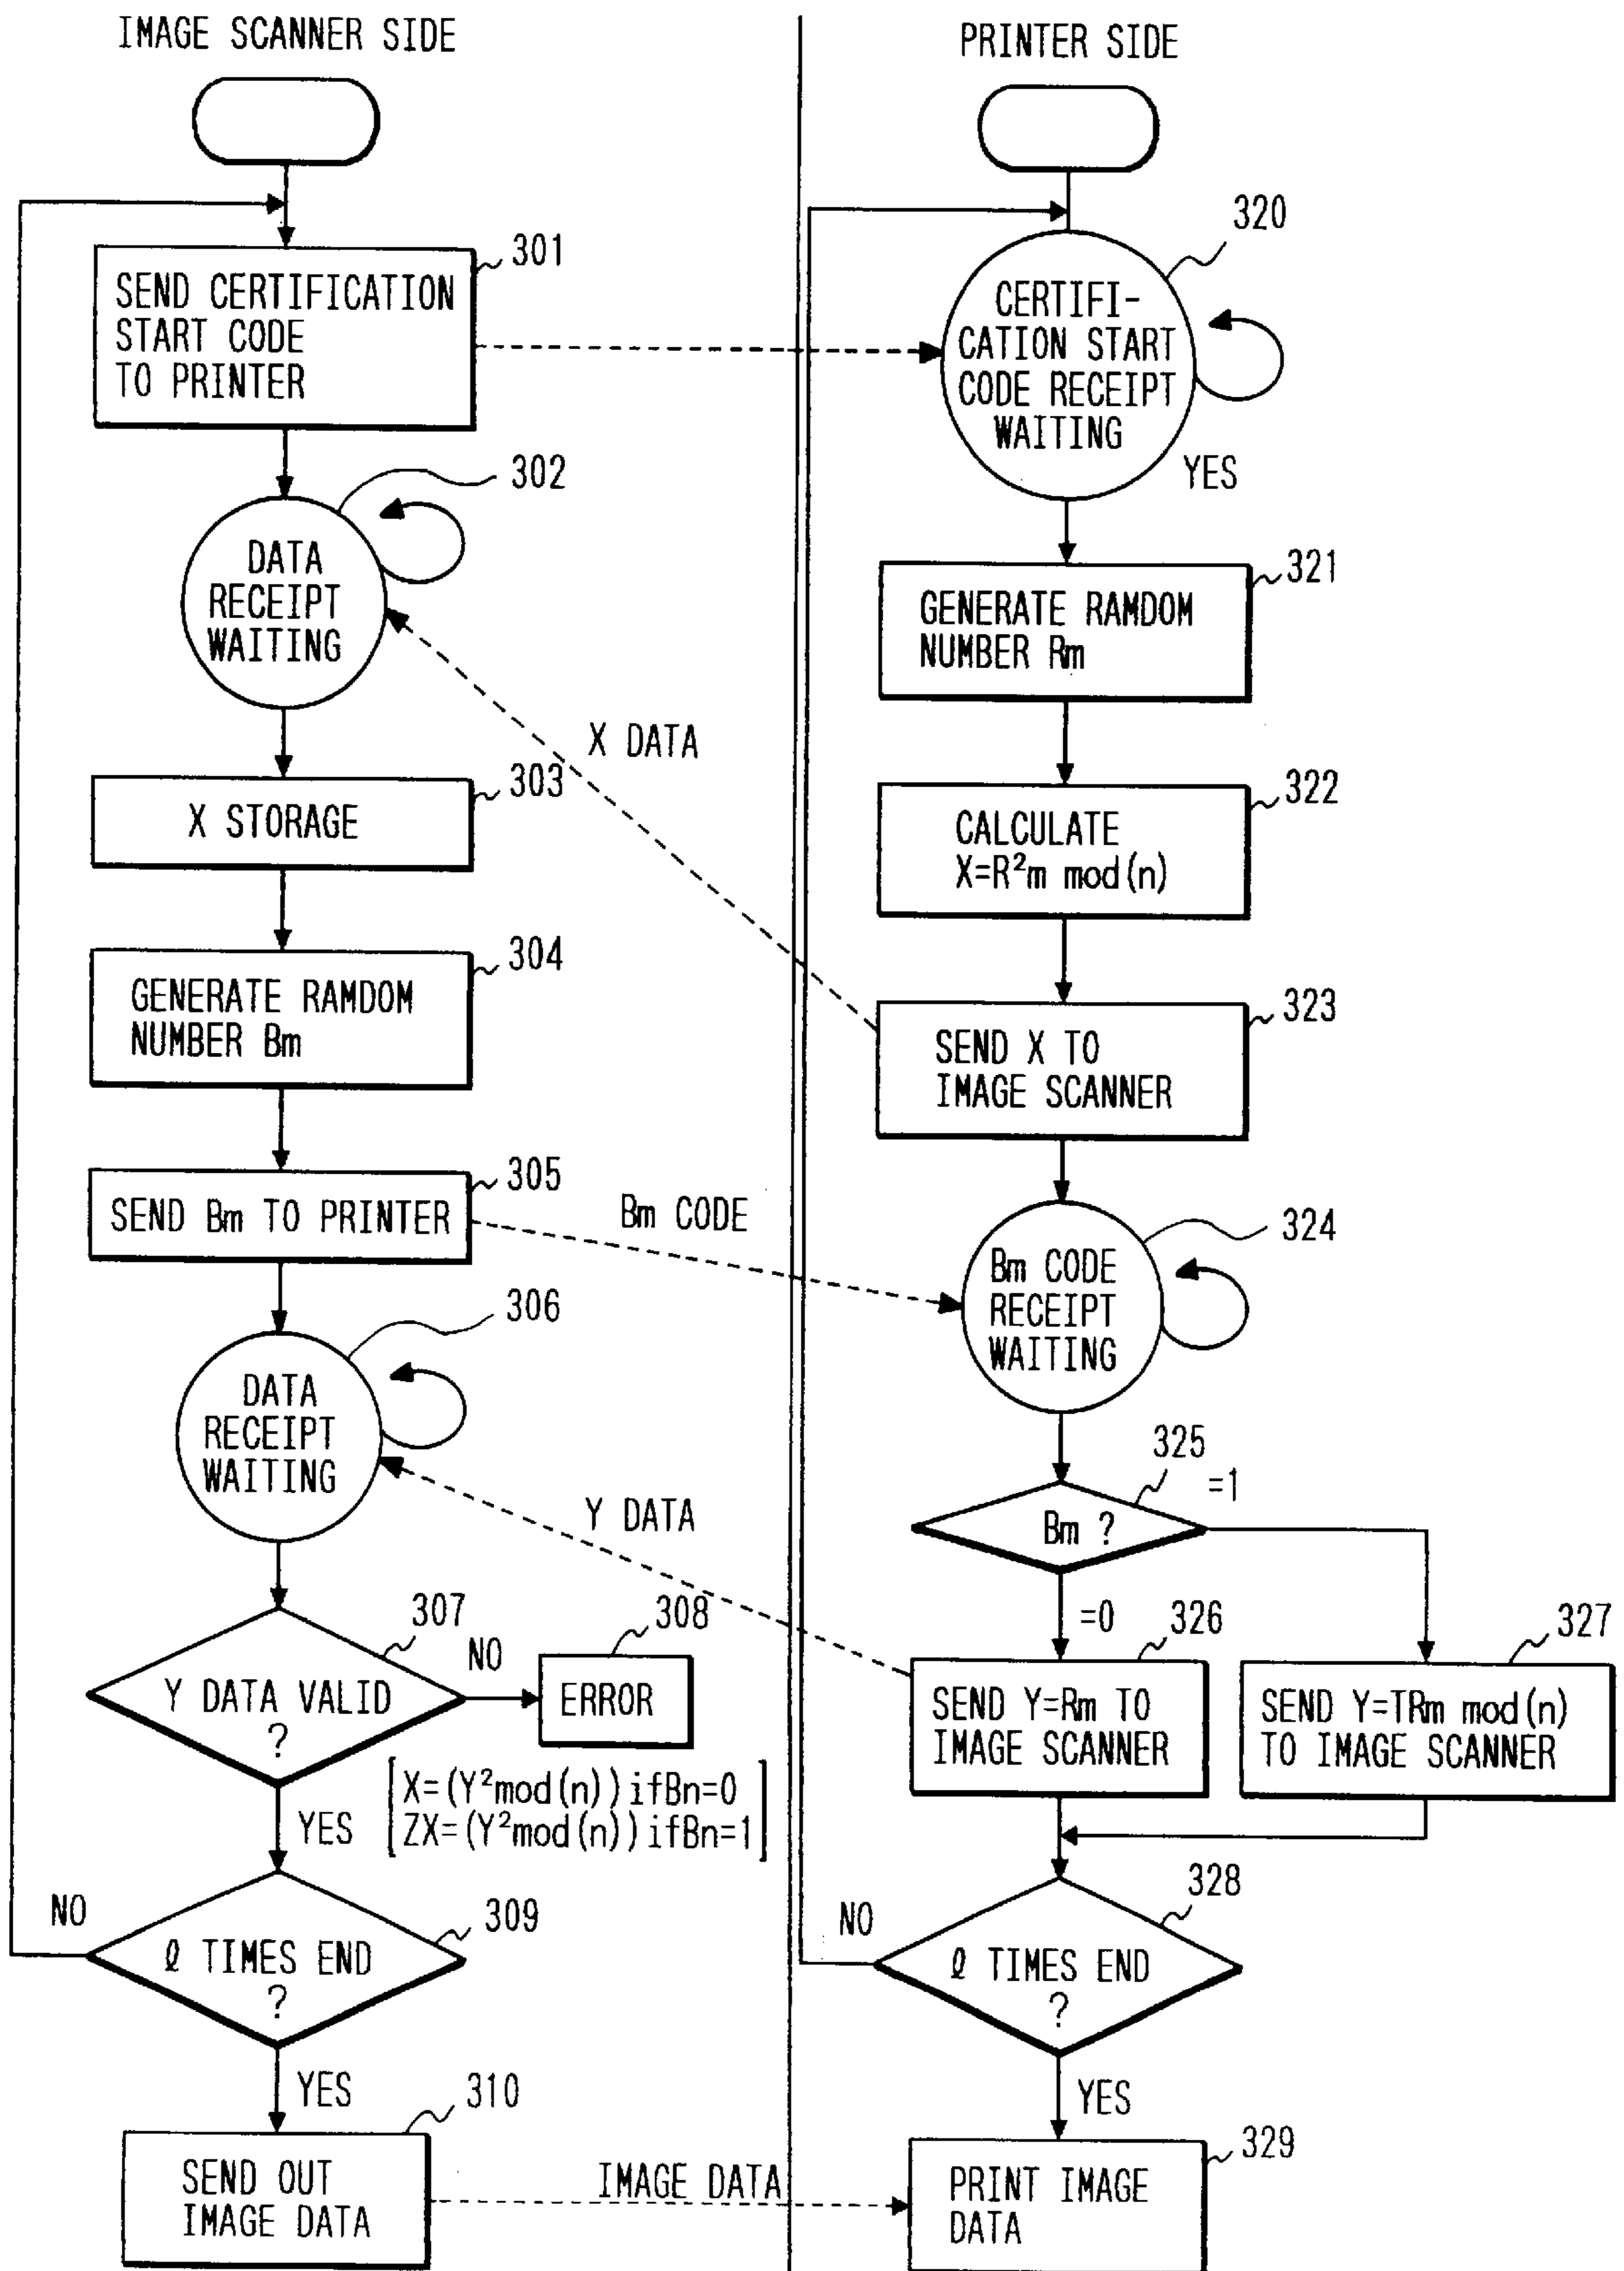 IMAGE SCANNER SIDE
301
SEND CERTIFICATION
START CODE
TO PRINTER
302
DATA
RECEIPT
WAITING
303
X STORAGE
304
GENERATE RAMDOM
NUMBER Bm
305
SEND Bm TO PRINTER
306
DATA
RECEIPT
WAITING
307
Y DATA VALID
?
NO
308
ERROR
YES
X=(Y²mod(n))ifBn=0
ZX=(Y²mod(n))ifBn=1
309
ℓ TIMES END
?
NO
YES
310
SEND OUT
IMAGE DATA
X DATA
Bm CODE
Y DATA
IMAGE DATA
PRINTER SIDE
320
CERTIFI-
CATION START
CODE RECEIPT
WAITING
YES
321
GENERATE RAMDOM
NUMBER Rm
322
CALCULATE
X=R²m mod(n)
323
SEND X TO
IMAGE SCANNER
324
Bm CODE
RECEIPT
WAITING
325
Bm ?
=1
=0
326
SEND Y=Rm TO
IMAGE SCANNER
327
SEND Y=TRm mod(n)
TO IMAGE SCANNER
328
ℓ TIMES END
?
NO
YES
329
PRINT IMAGE
DATA